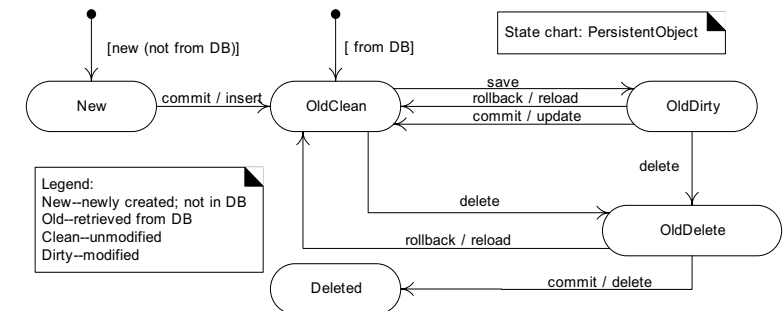 [new (not from DB)]
[ from DB]
State chart: PersistentObject
New
commit / insert
OldClean
save
rollback / reload
commit / update
OldDirty
delete
Legend:
New--newly created; not in DB
Old--retrieved from DB
Clean--unmodified
Dirty--modified
delete
rollback / reload
OldDelete
Deleted
commit / delete